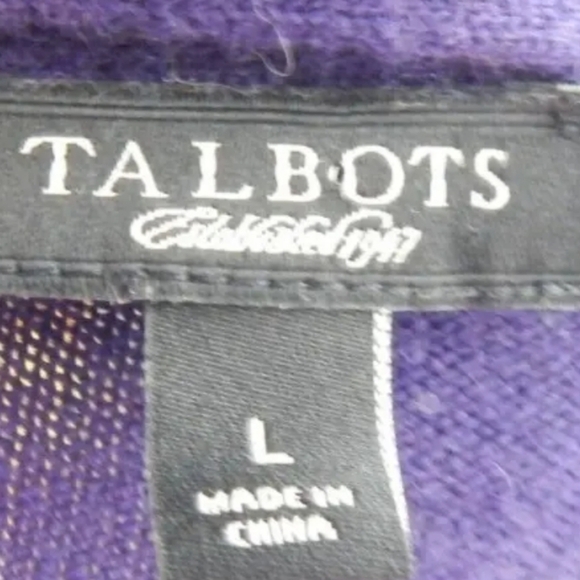 TALBOTS
Established 1947
L
MADE IN
CHINA